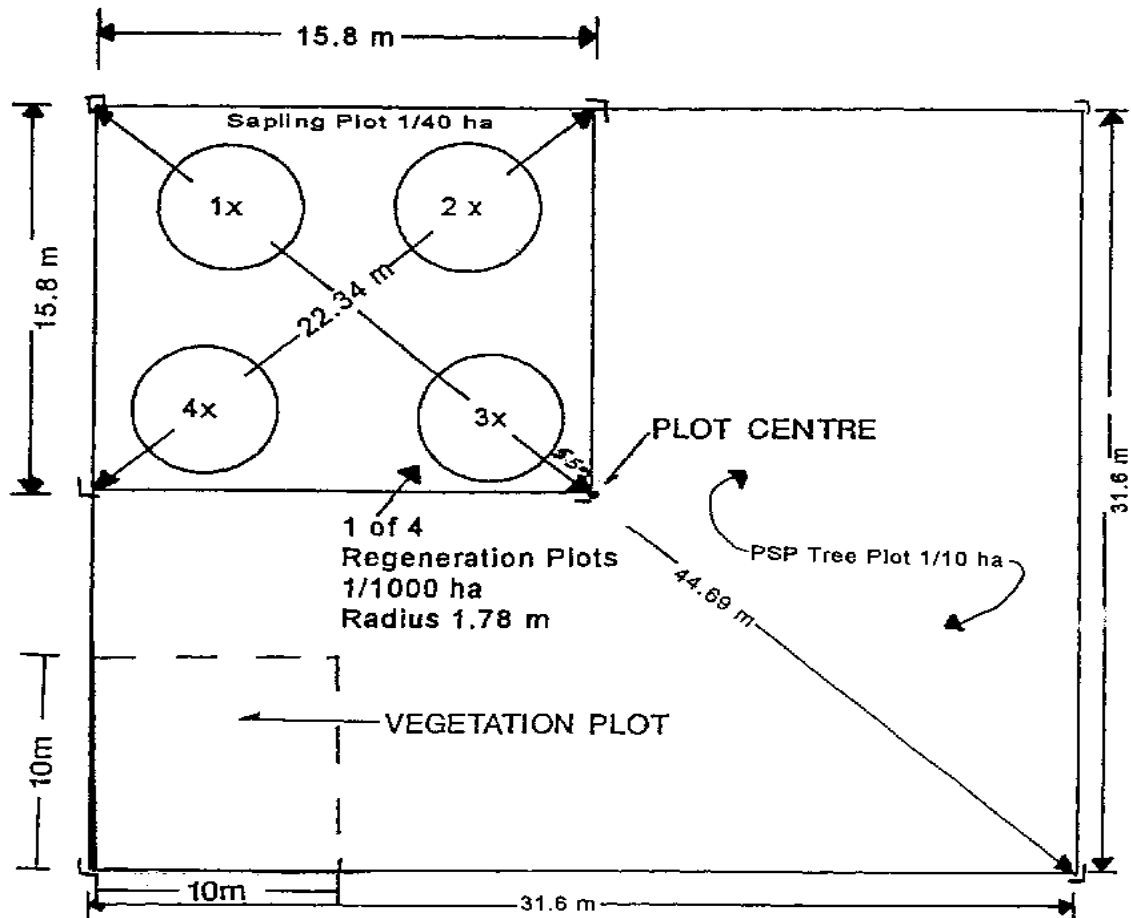 15.8 m
Sapling Plot 1/40 ha
1x
2 x
15.8 m
22.34 m
4x
3x
PLOT CENTRE
31.6 m
1 of 4
Regeneration Plots
1/1000 ha
Radius 1.78 m
PSP Tree Plot 1/10 ha
44.69 m
VEGETATION PLOT
10m
10m
31.6 m